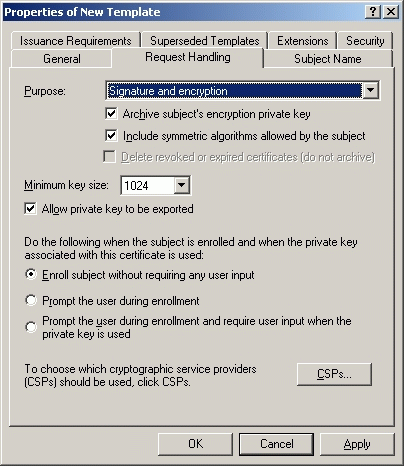 Properties of New Template
Issuance Requirements Superseded Templates Extensions Security
General Request Handling Subject Name
Purpose: Signature and encryption
Archive subject's encryption private key
Include symmetric algorithms allowed by the subject
Delete revoked or expired certificates (do not archive)
Minimum key size: 1024
Allow private key to be exported
Do the following when the subject is enrolled and when the private key
associated with this certificate is used:
Enroll subject without requiring any user input
Prompt the user during enrollment
Prompt the user during enrollment and require user input when the
private key is used
To choose which cryptographic service providers
(CSPs) should be used, click CSPs.
CSPs...
OK Cancel Apply